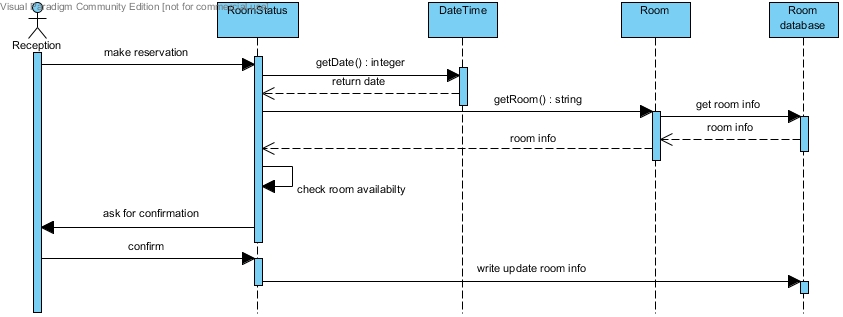 Visual Paradigm Community Edition [not for commercial use]
RoomStatus
DateTime
Room
Room
database
Reception
make reservation
getDate() : integer
return date
getRoom() : string
get room info
room info
room info
check room availabilty
ask for confirmation
confirm
write update room info